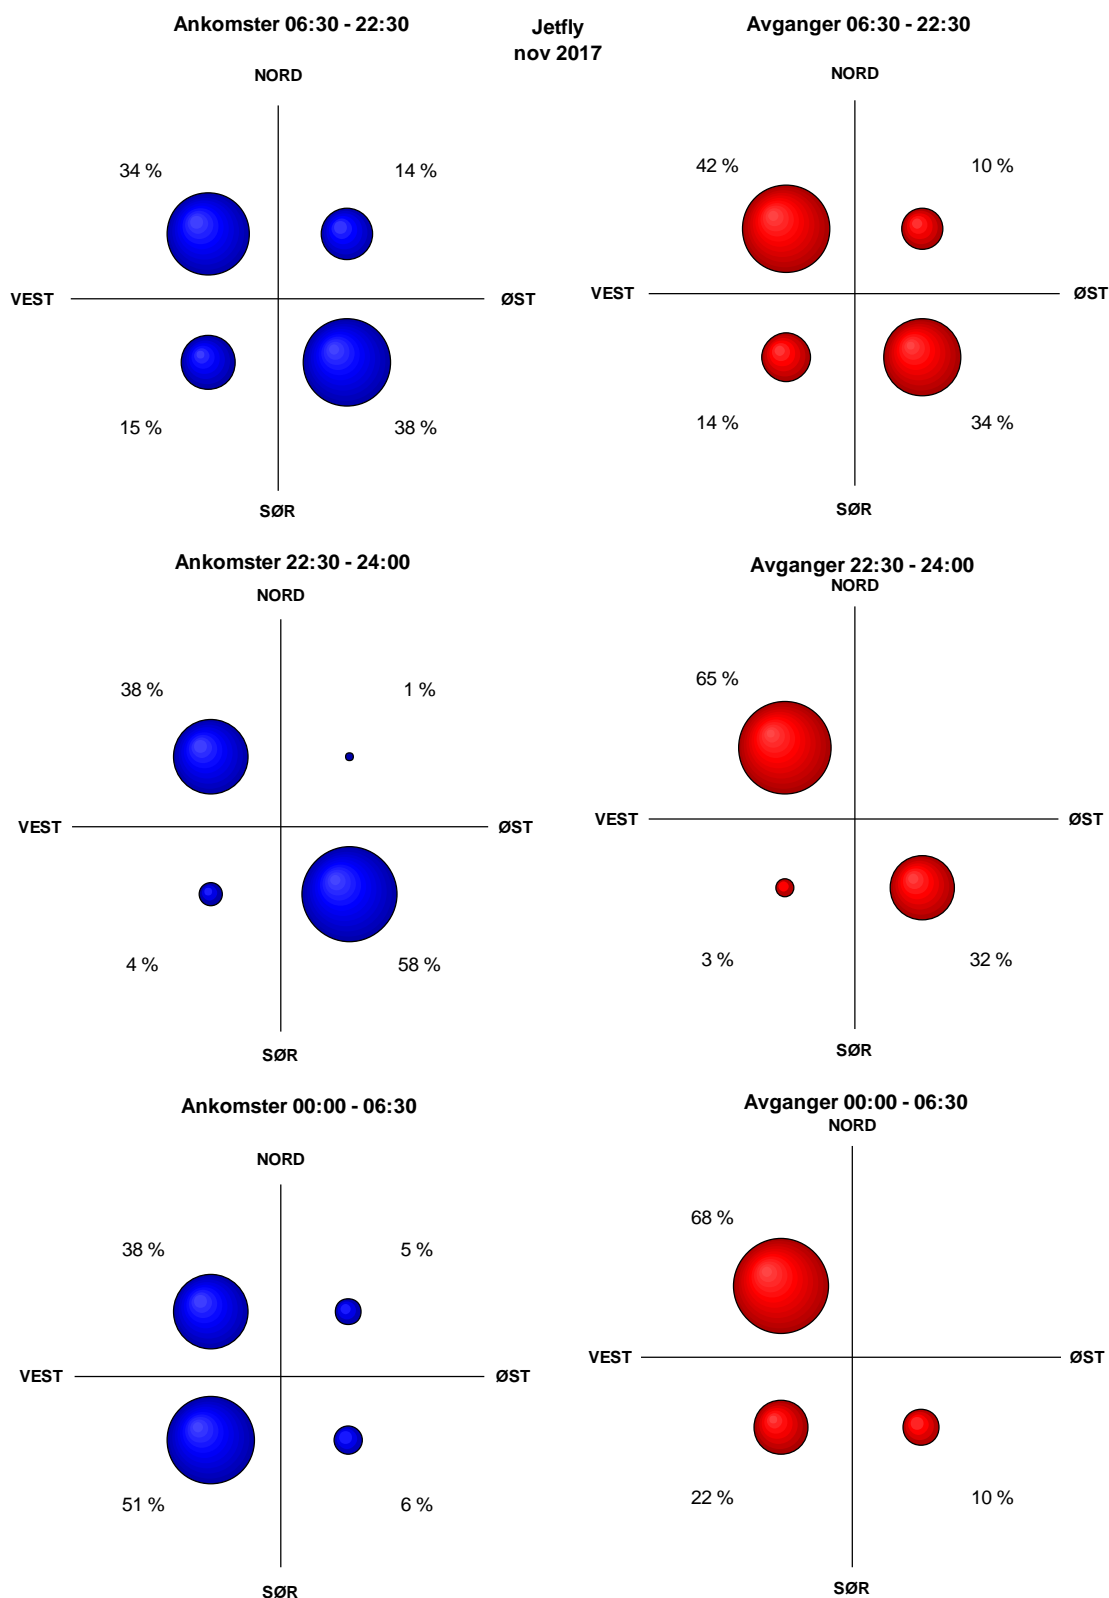 Ankomster 06:30 - 22:30
Jetfly
nov 2017
Avganger 06:30 - 22:30
NORD
34 %
14 %
VEST
ØST
15 %
38 %
SØR
NORD
42 %
10 %
VEST
ØST
14 %
34 %
SØR
Ankomster 22:30 - 24:00
NORD
38 %
1 %
VEST
ØST
4 %
58 %
SØR
Avganger 22:30 - 24:00
NORD
65 %
VEST
ØST
3 %
32 %
SØR
Ankomster 00:00 - 06:30
NORD
38 %
5 %
VEST
ØST
51 %
6 %
SØR
Avganger 00:00 - 06:30
NORD
68 %
VEST
ØST
22 %
10 %
SØR